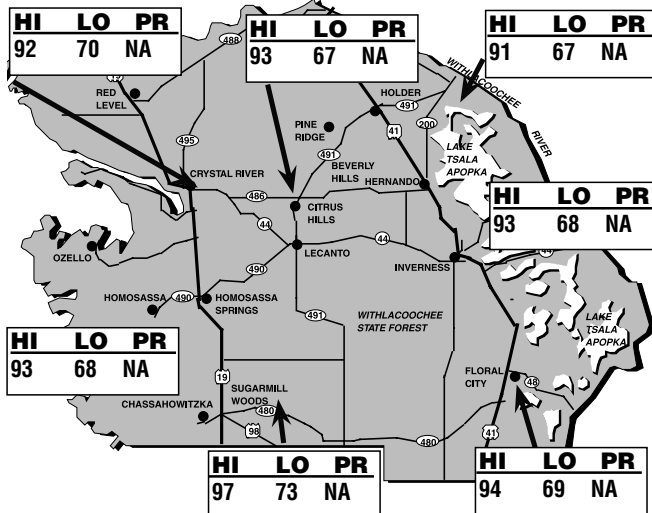 HI LO PR
92 70 NA
HI LO PR
93 67 NA
HI LO PR
91 67 NA
488
19
RED
LEVEL
WITHLACOOCHEE
RIVER
HOLDER
491
PINE
RIDGE
41
200
495
LAKE
TSALA
APOPKA
491
BEVERLY
HILLS
CRYSTAL RIVER
HERNANDO
486
HI LO PR
93 68 NA
CITRUS
HILLS
44
44
44
OZELLO
LECANTO
INVERNESS
490
HOMOSASSA
490
HOMOSASSA
SPRINGS
491
WITHLACOOCHEE
STATE FOREST
LAKE
TSALA
APOPKA
HI LO PR
93 68 NA
19
SUGARMILL
WOODS
FLORAL
CITY
48
CHASSAHOWITZKA
480
98
480
41
HI LO PR
97 73 NA
HI LO PR
94 69 NA